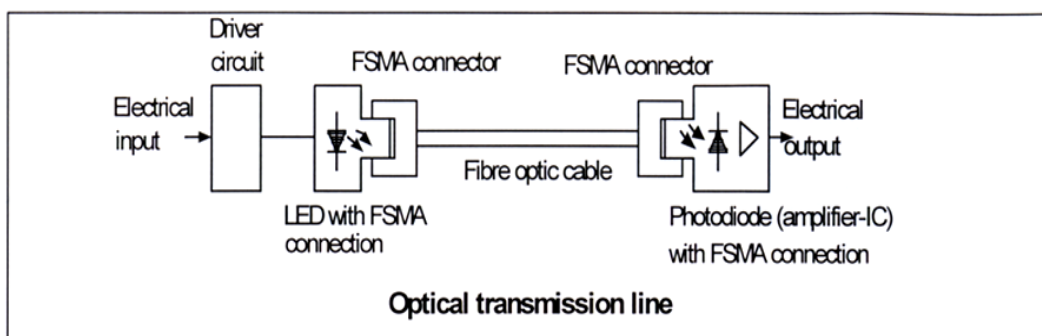 Driver
circuit
FSMA connector
FSMA connector
Electrical
input
Electrical
output
Fibre optic cable
LED with FSMA
connection
Photodiode (amplifier-IC)
with FSMA connection
Optical transmission line